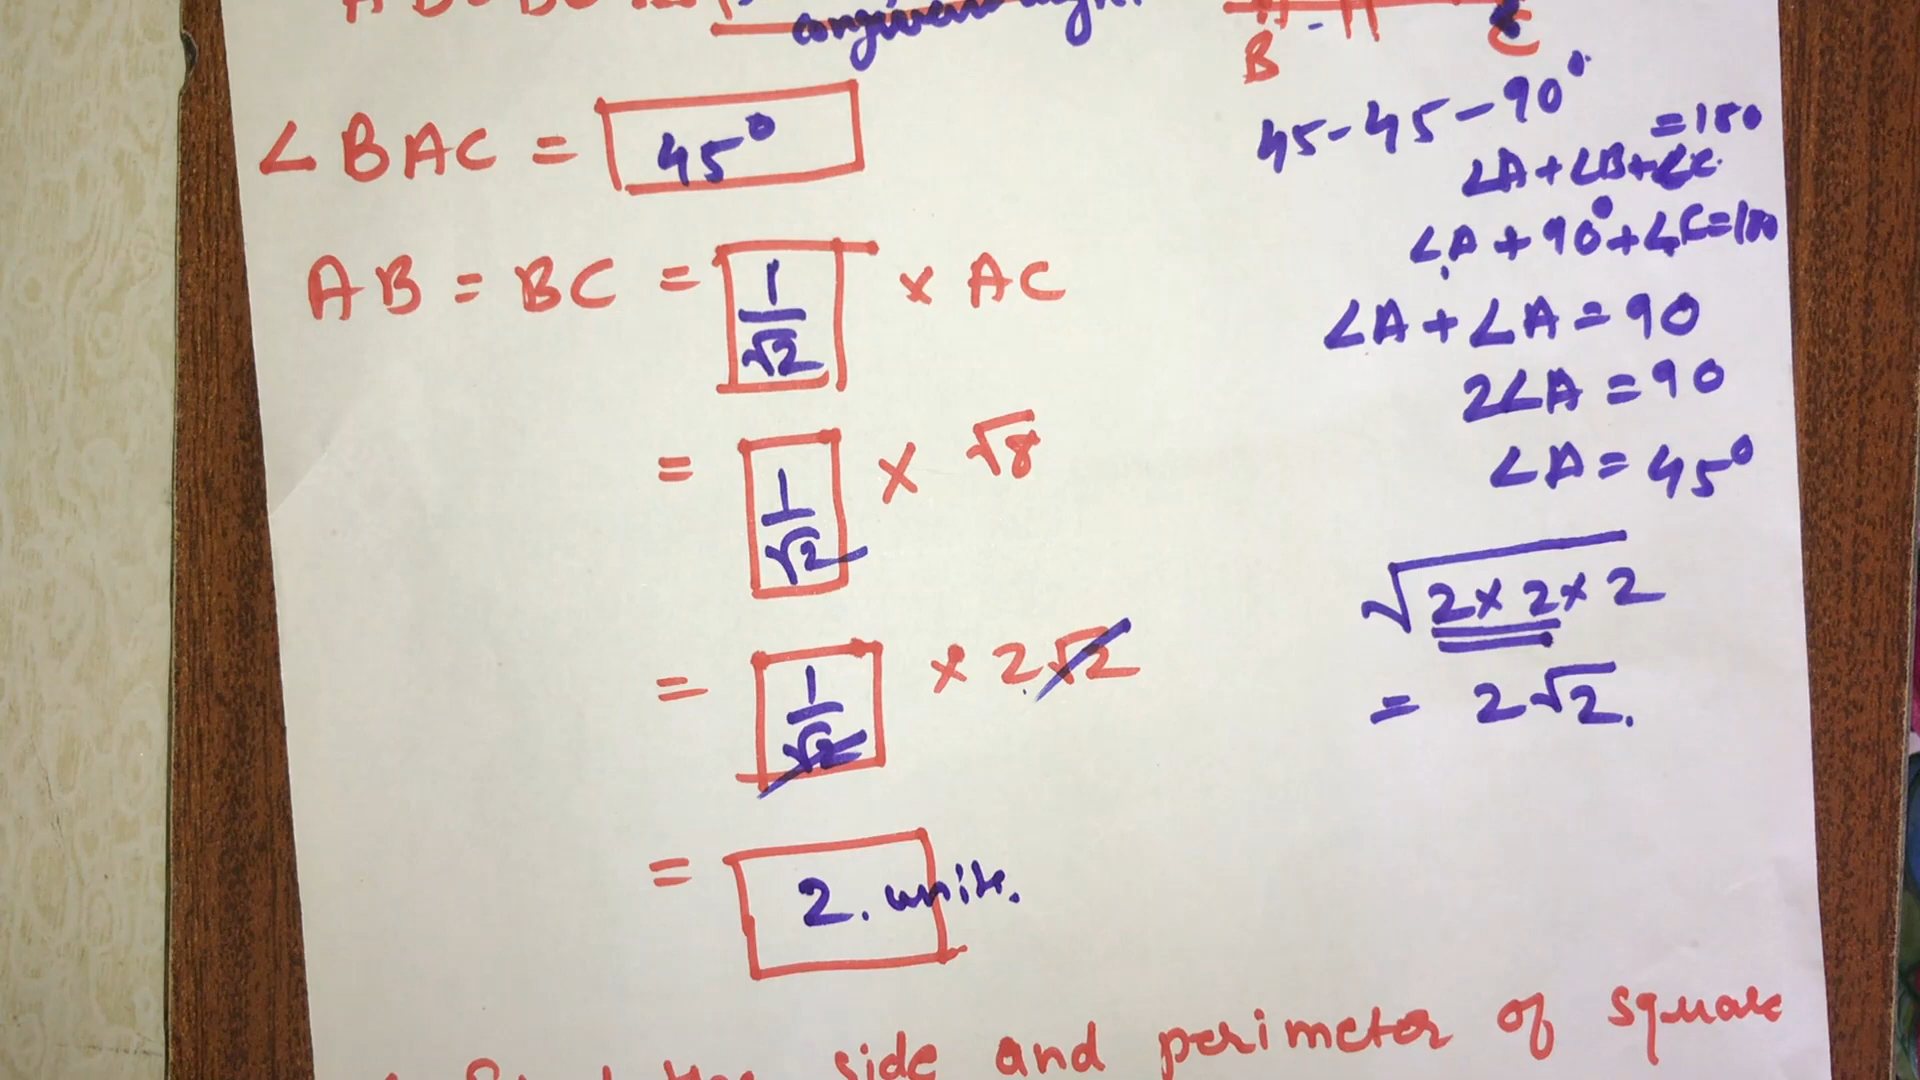 B
C
∠BAC = 45°
AB = BC = 1/√2 × AC
= 1/√2 × √8
= 1/√2 × 2√2
= 2. units.
45-45-90°
=180
∠A+∠B+∠C
∠A+90°+∠C=180
∠A+∠A=90
2∠A=90
∠A=45°
√2×2×2
= 2√2.
side and perimeter of square